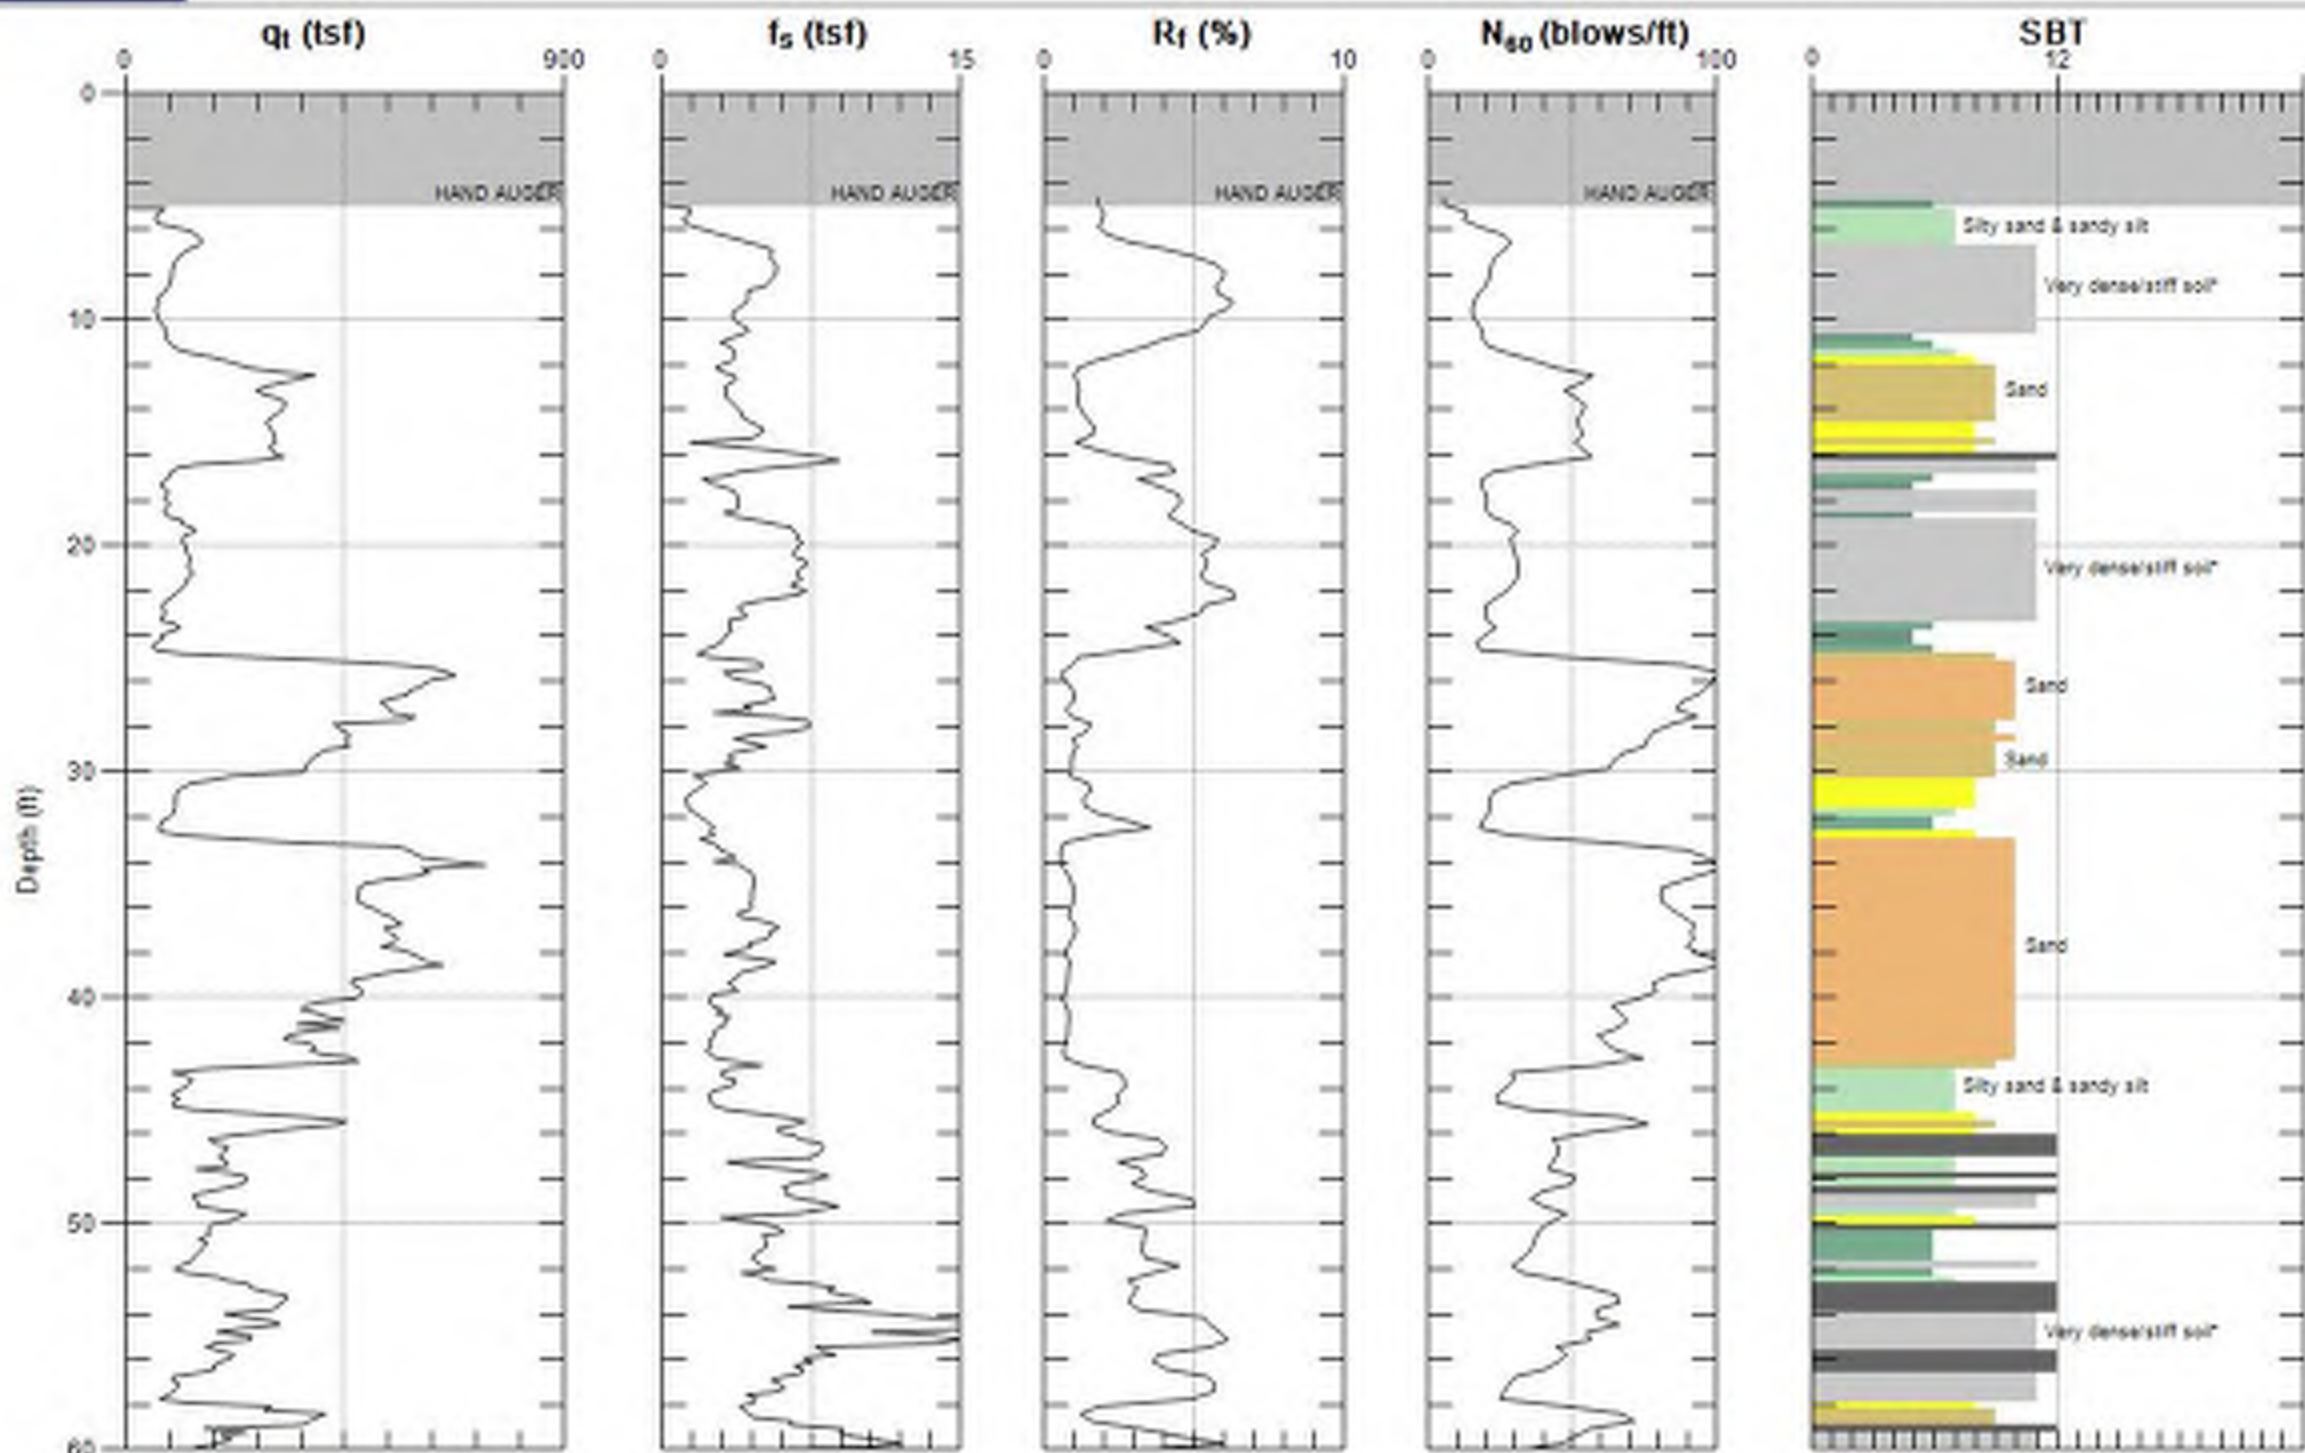 qt (tsf) fs (tsf) Rf (%) N60 (blows/ft) SBT
0 900 0 15 0 10 0 100 0 12
0
HAND AUGER HAND AUGER HAND AUGER HAND AUGER
Silty sand & sandy silt
Very dense/stiff soil*
10
Sand
20
Very dense/stiff soil*
Sand
Sand
30
Depth (ft)
Sand
40
Silty sand & sandy silt
50
Very dense/stiff soil*
60